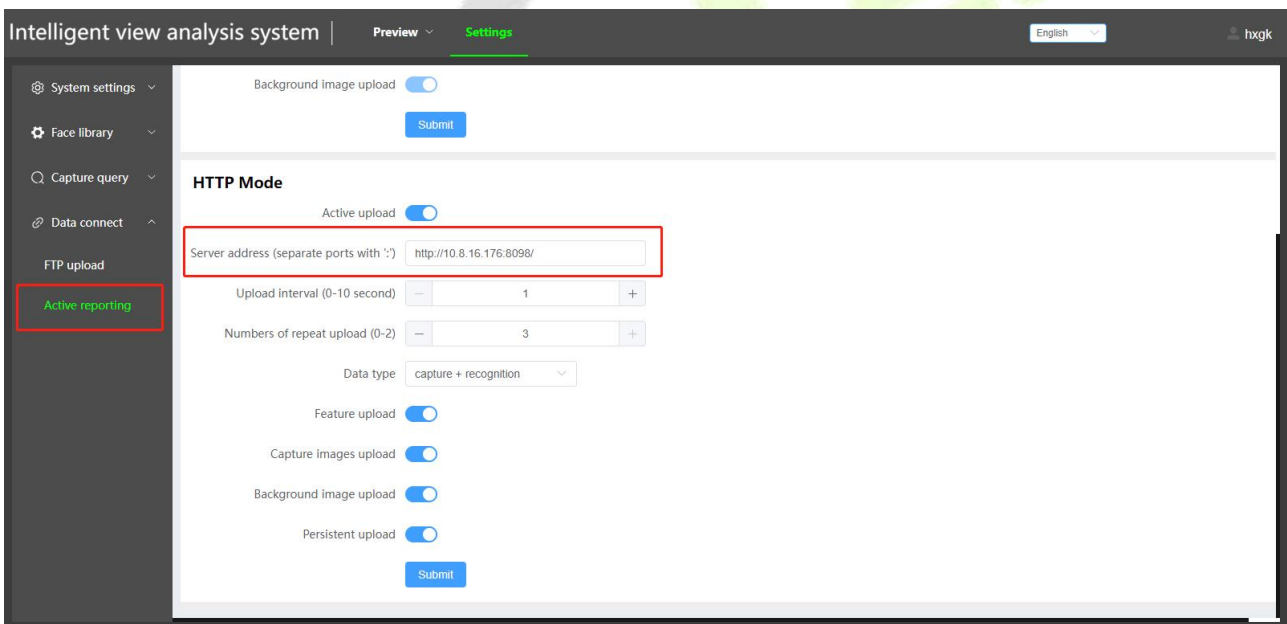 Intelligent view analysis system | Preview Settings English hxgk
System settings
Face library
Capture query
Data connect
FTP upload
Active reporting
Background image upload
Submit
HTTP Mode
Active upload
Server address (separate ports with ':') http://10.8.16.176:8098/
Upload interval (0-10 second) − 1 +
Numbers of repeat upload (0-2) − 3 +
Data type capture + recognition
Feature upload
Capture images upload
Background image upload
Persistent upload
Submit